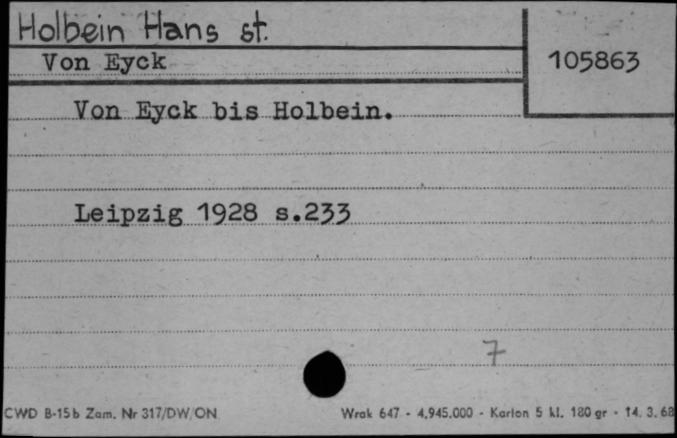 Holbein Hans st.
Von Eyck
105863
Von Eyck bis Holbein.
Leipzig 1928 s.233
7
CWD B-15b Zam. Nr 317/DW/ON Wrak 647 - 4.945.000 - Karton 5 kl. 180 gr - 14. 3. 68